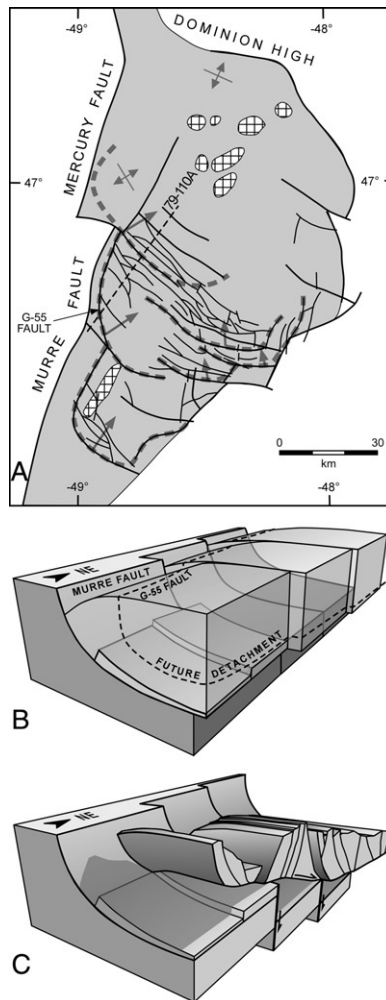 -49°
-48°
DOMINION HIGH
MERCURY FAULT
47°
47°
79-110A
G-55
FAULT
MURRE FAULT
0
30
km
A
-49°
-48°
NE
MURRE FAULT
G-55 FAULT
FUTURE DETACHMENT
B
NE
C